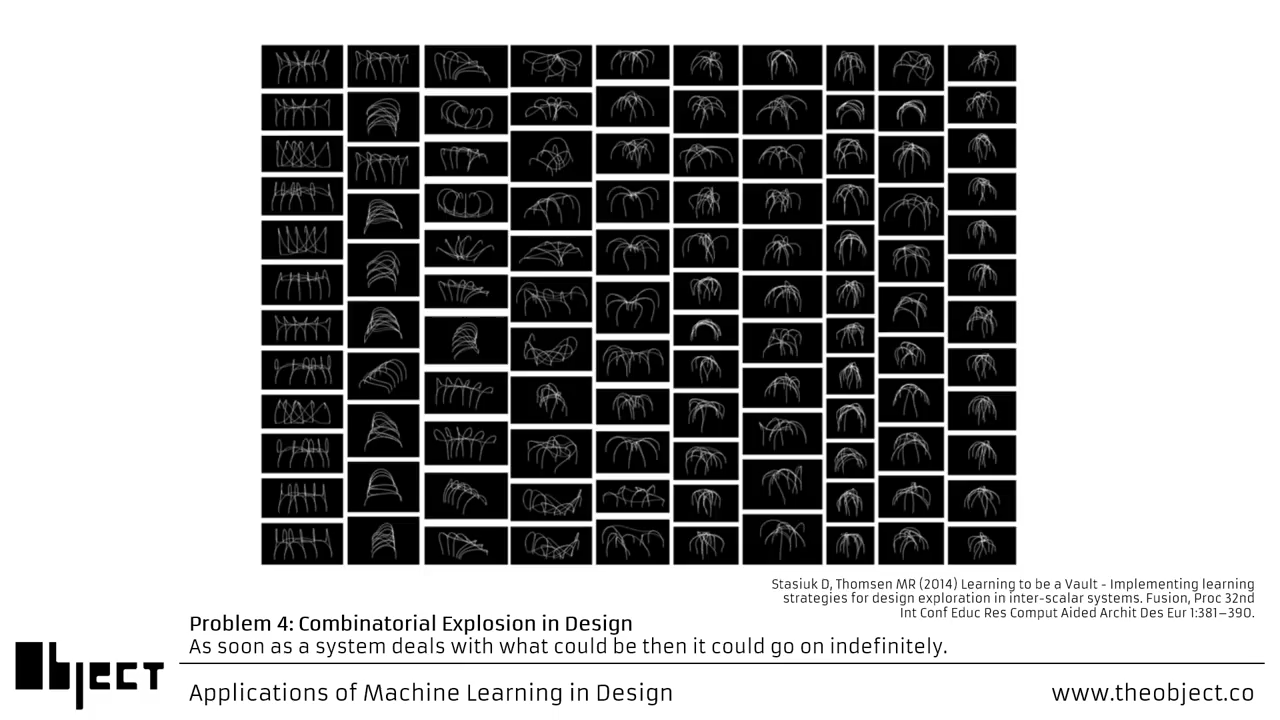 Stasiuk D, Thomsen MR (2014) Learning to be a Vault - Implementing learning
strategies for design exploration in inter-scalar systems. Fusion, Proc 32nd
Int Conf Educ Res Comput Aided Archit Des Eur 1:381–390.
Problem 4: Combinatorial Explosion in Design
As soon as a system deals with what could be then it could go on indefinitely.
Object
Applications of Machine Learning in Design
www.theobject.co